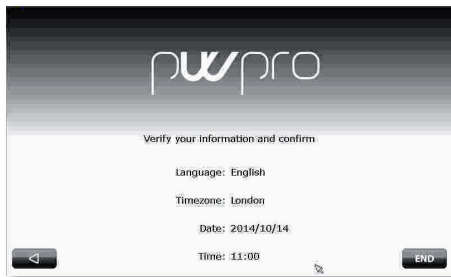 pwpro
Verify your information and confirm
Language: English
Timezone: London
Date: 2014/10/14
Time: 11:00
END